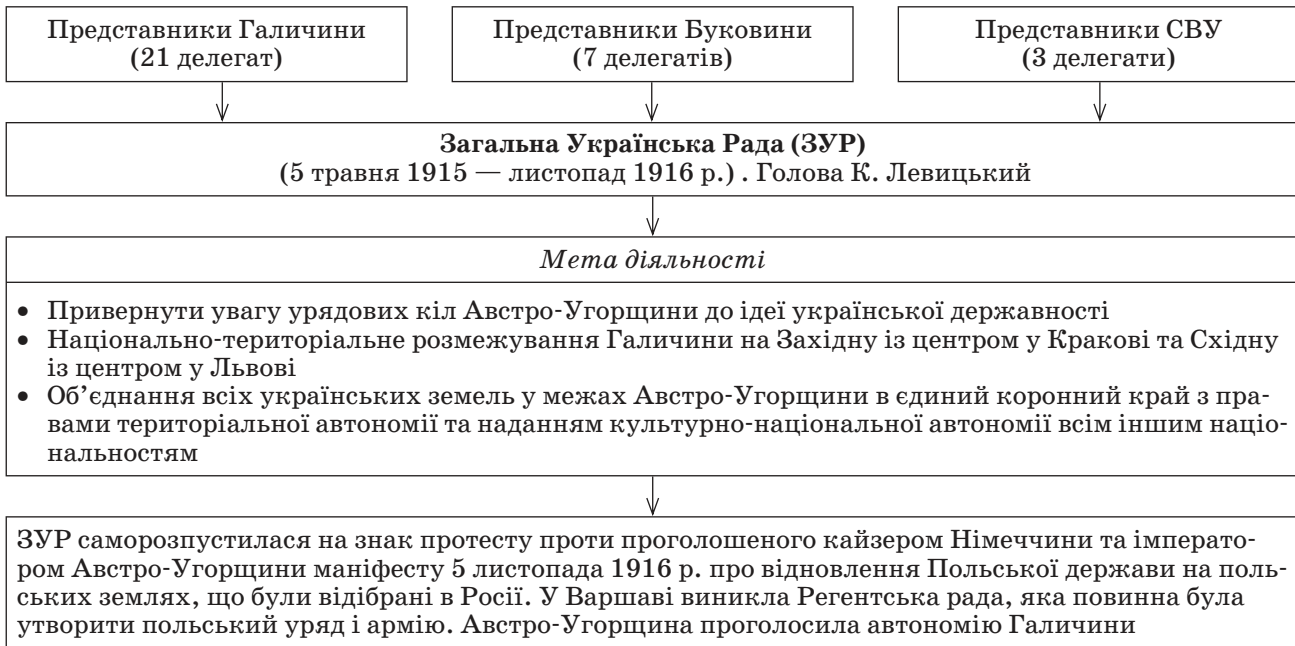 Представники Галичини
(21 делегат)
Представники Буковини
(7 делегатів)
Представники СВУ
(3 делегати)
Загальна Українська Рада (ЗУР)
(5 травня 1915 — листопад 1916 р.) . Голова К. Левицький
Мета діяльності
• Привернути увагу урядових кіл Австро-Угорщини до ідеї української державності
• Національно-територіальне розмежування Галичини на Західну із центром у Кракові та Східну
із центром у Львові
• Об’єднання всіх українських земель у межах Австро-Угорщини в єдиний коронний край з пра-
вами територіальної автономії та наданням культурно-національної автономії всім іншим наці-
ональностям
ЗУР саморозпустилася на знак протесту проти проголошеного кайзером Німеччини та імперато-
ром Австро-Угорщини маніфесту 5 листопада 1916 р. про відновлення Польської держави на поль-
ських землях, що були відібрані в Росії. У Варшаві виникла Регентська рада, яка повинна була
утворити польський уряд і армію. Австро-Угорщина проголосила автономію Галичини